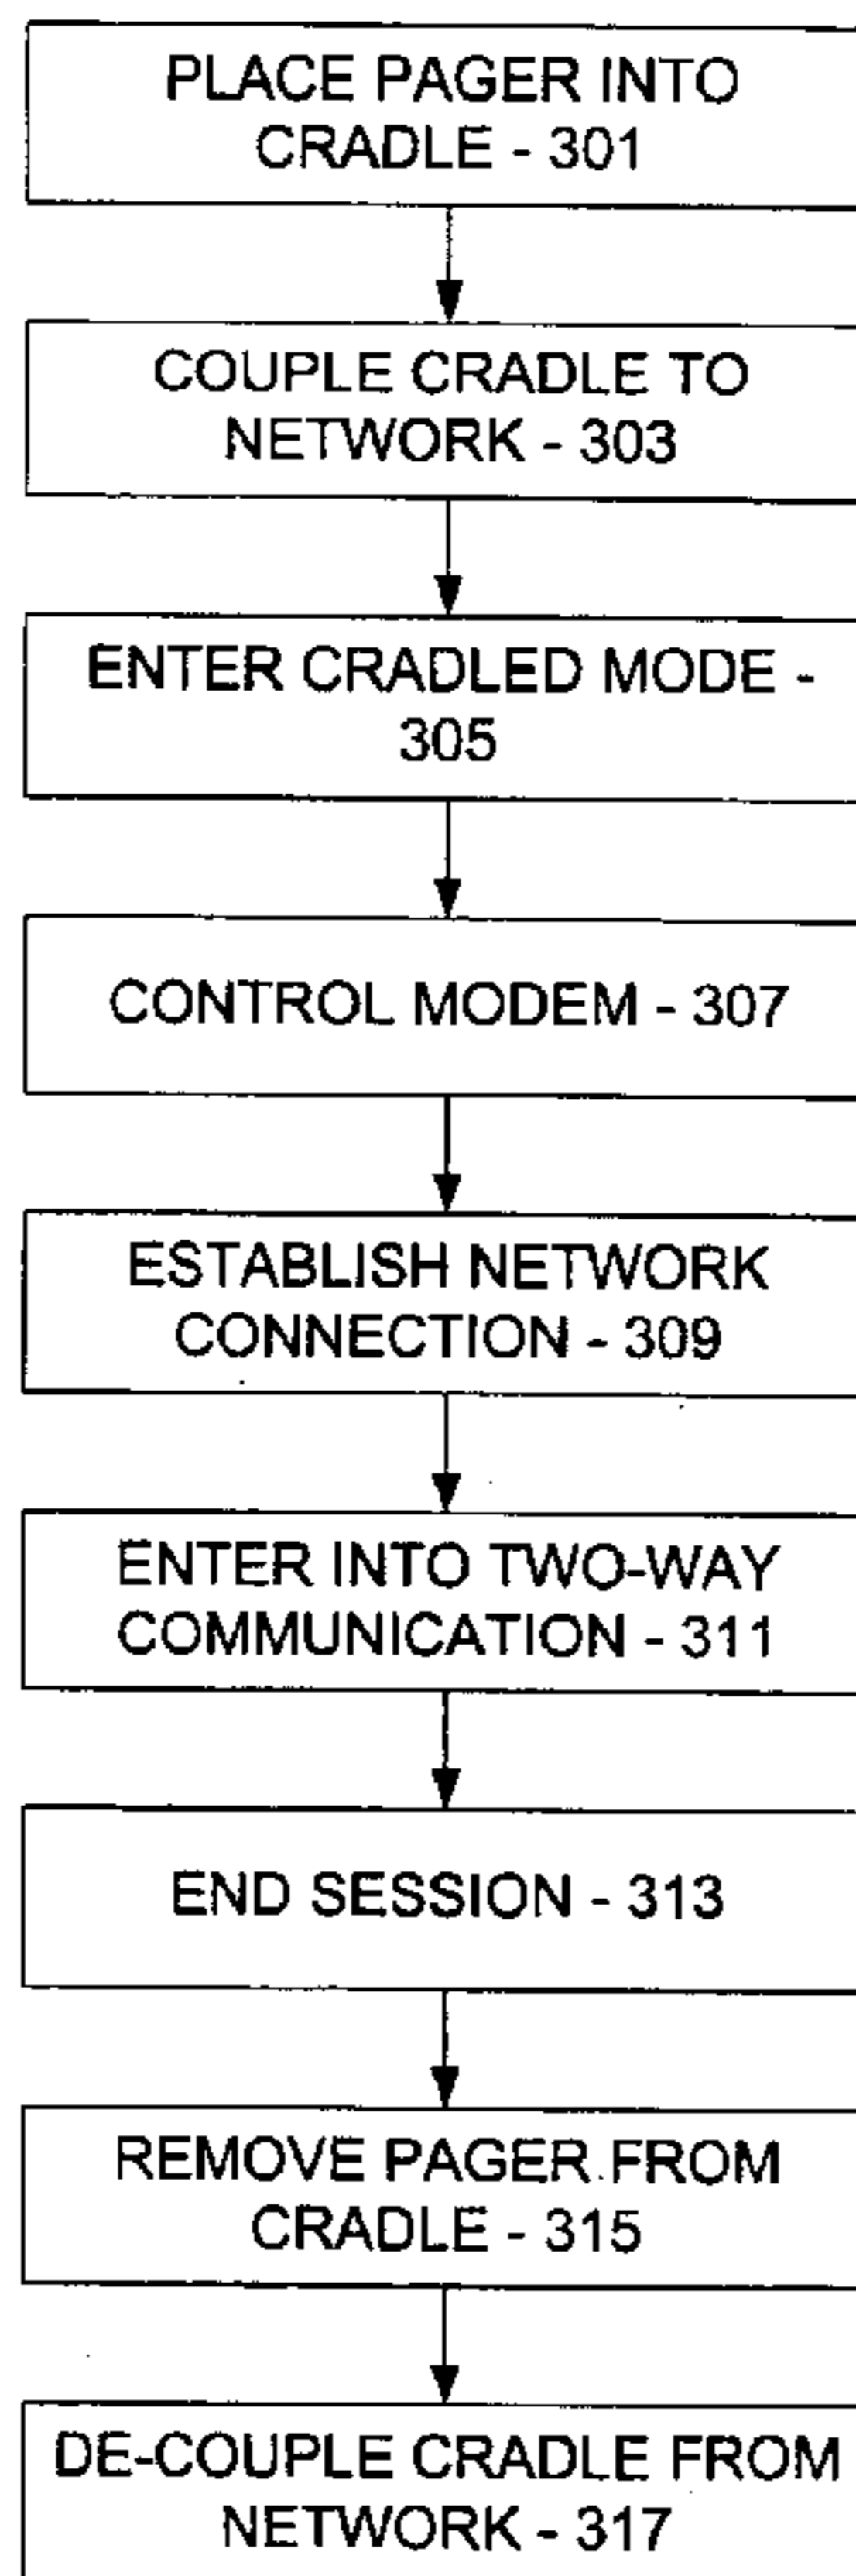 PLACE PAGER INTO
CRADLE - 301
COUPLE CRADLE TO
NETWORK - 303
ENTER CRADLED MODE -
305
CONTROL MODEM - 307
ESTABLISH NETWORK
CONNECTION - 309
ENTER INTO TWO-WAY
COMMUNICATION - 311
END SESSION - 313
REMOVE PAGER FROM
CRADLE - 315
DE-COUPLE CRADLE FROM
NETWORK - 317